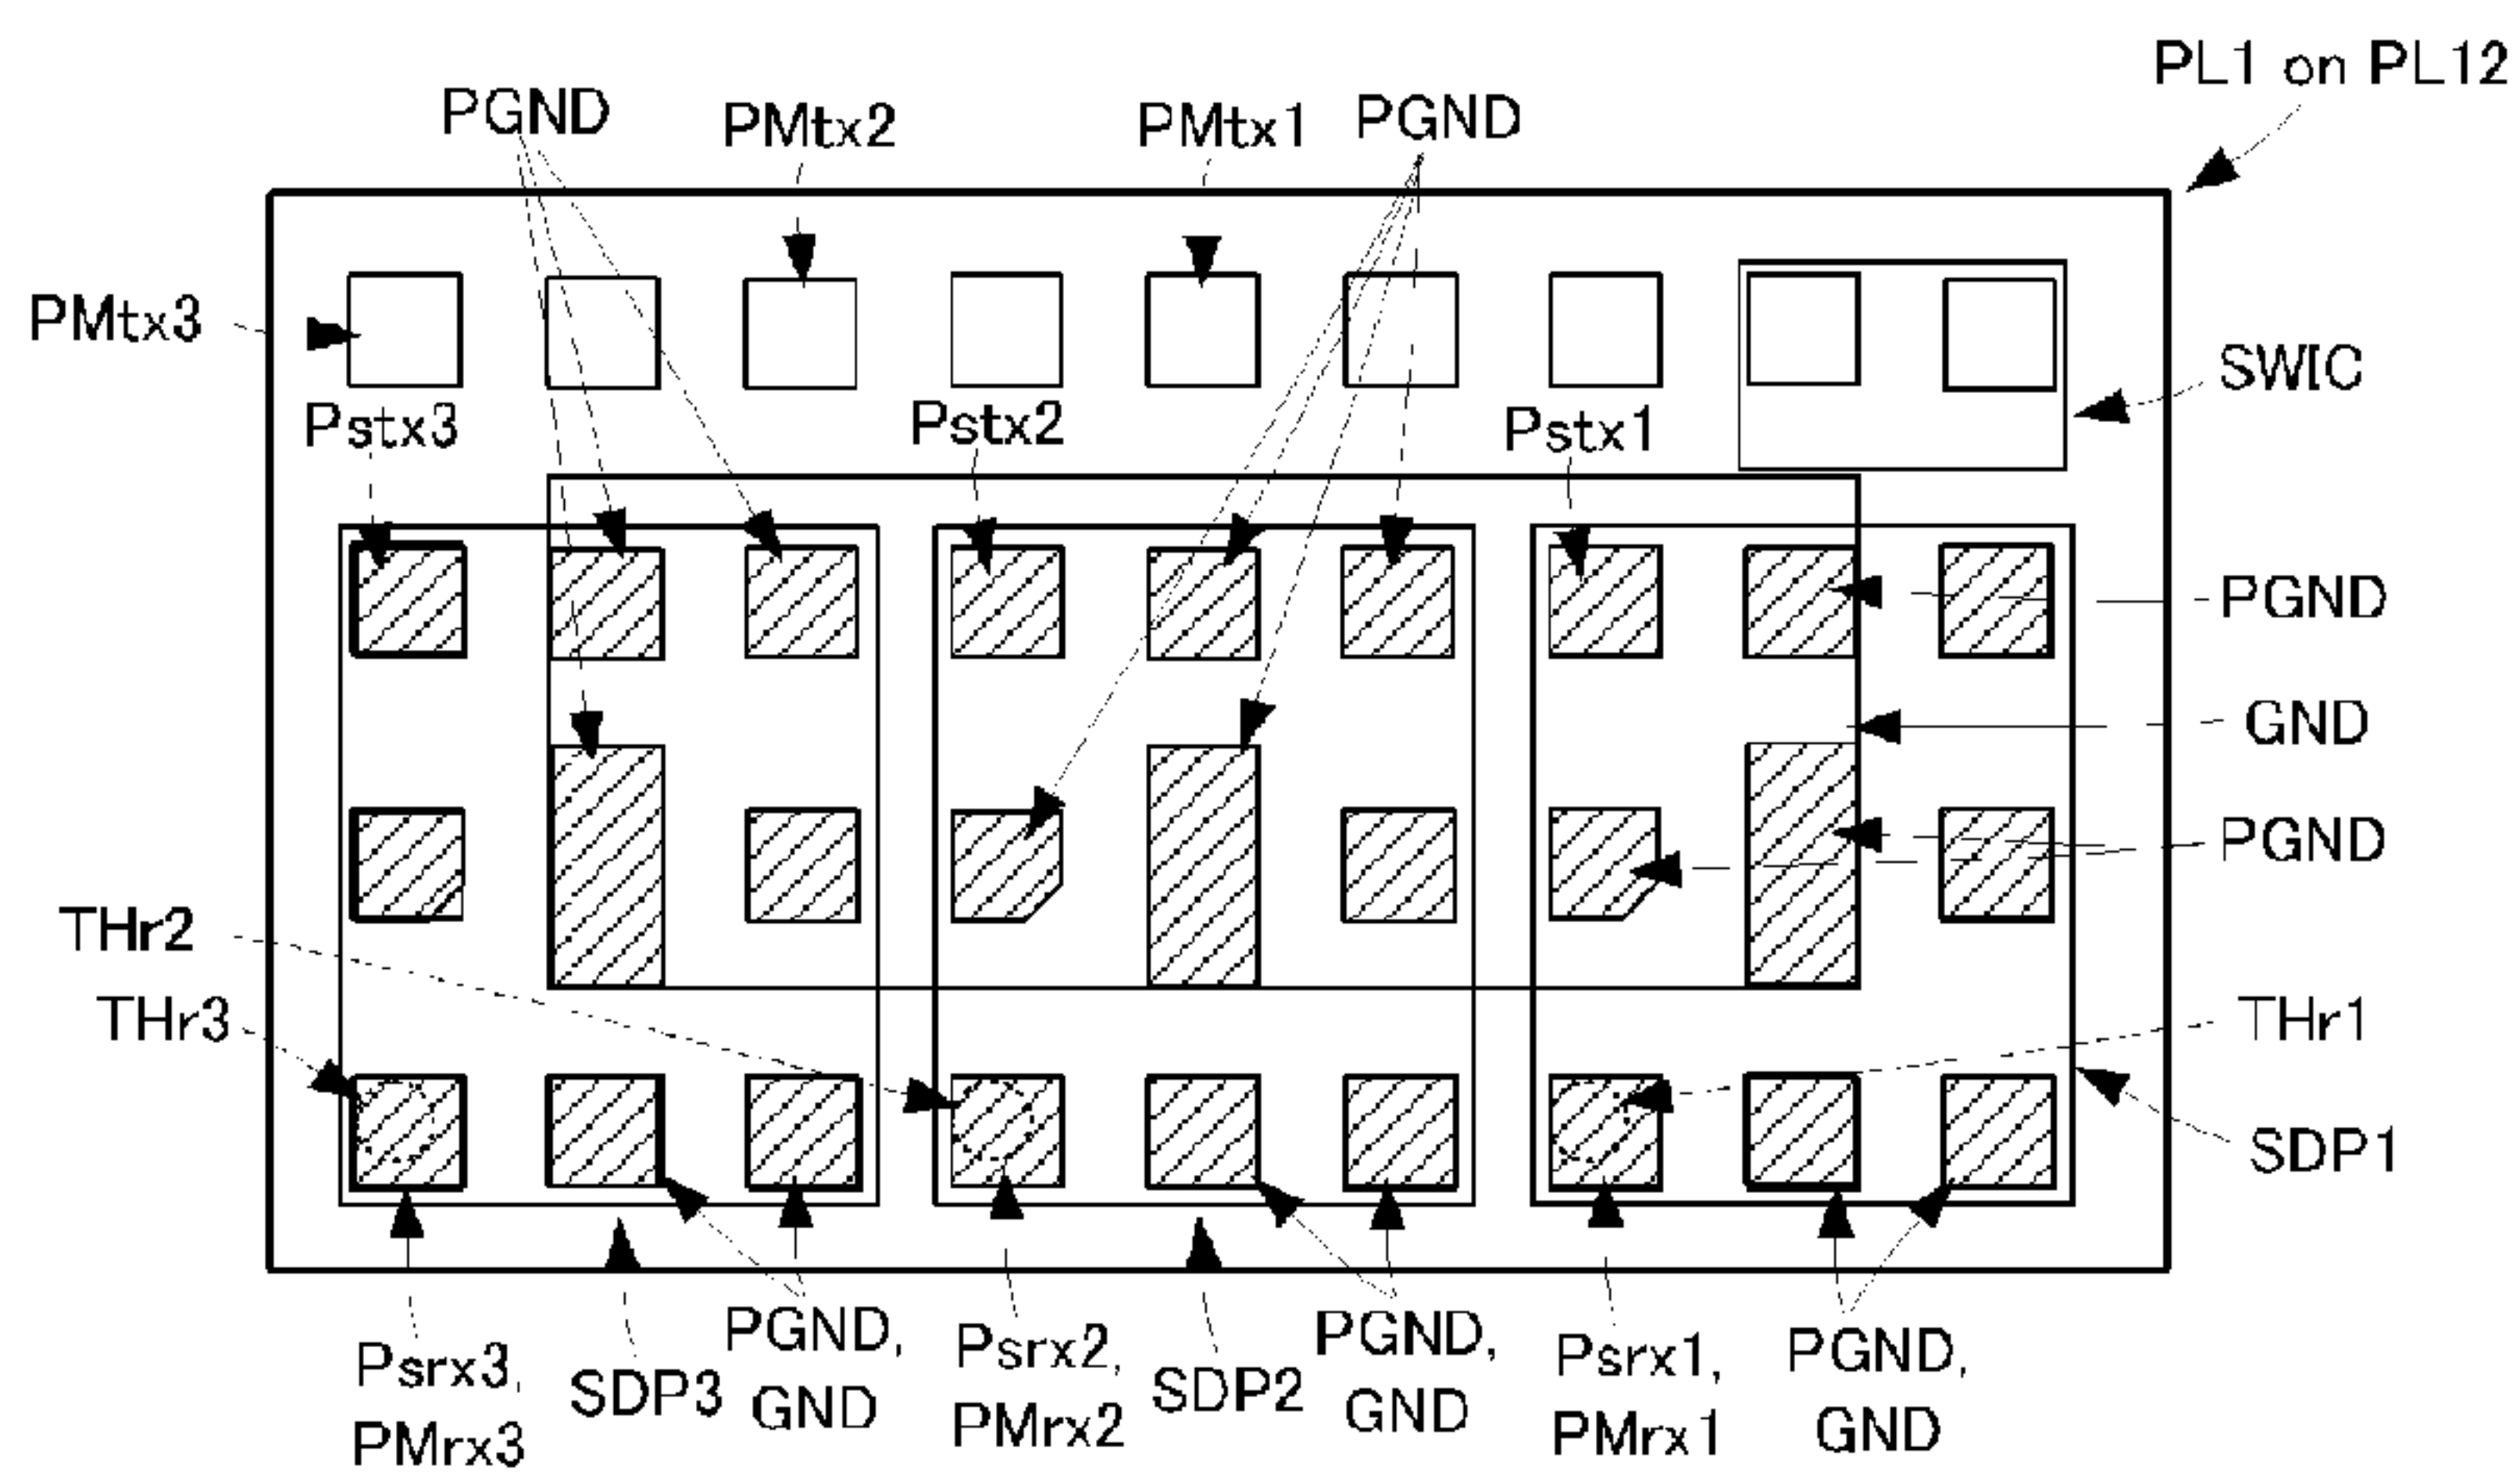 PL1 on PL12
PGND
PMtx2
PMtx1
PGND
PMtx3
SWIC
Pstx3
Pstx2
Pstx1
PGND
GND
PGND
THr2
THr3
THr1
SDP1
Psrx3,
PMrx3
SDP3
PGND,
GND
Psrx2,
PMrx2
SDP2
PGND,
GND
Psrx1,
PMrx1
PGND,
GND